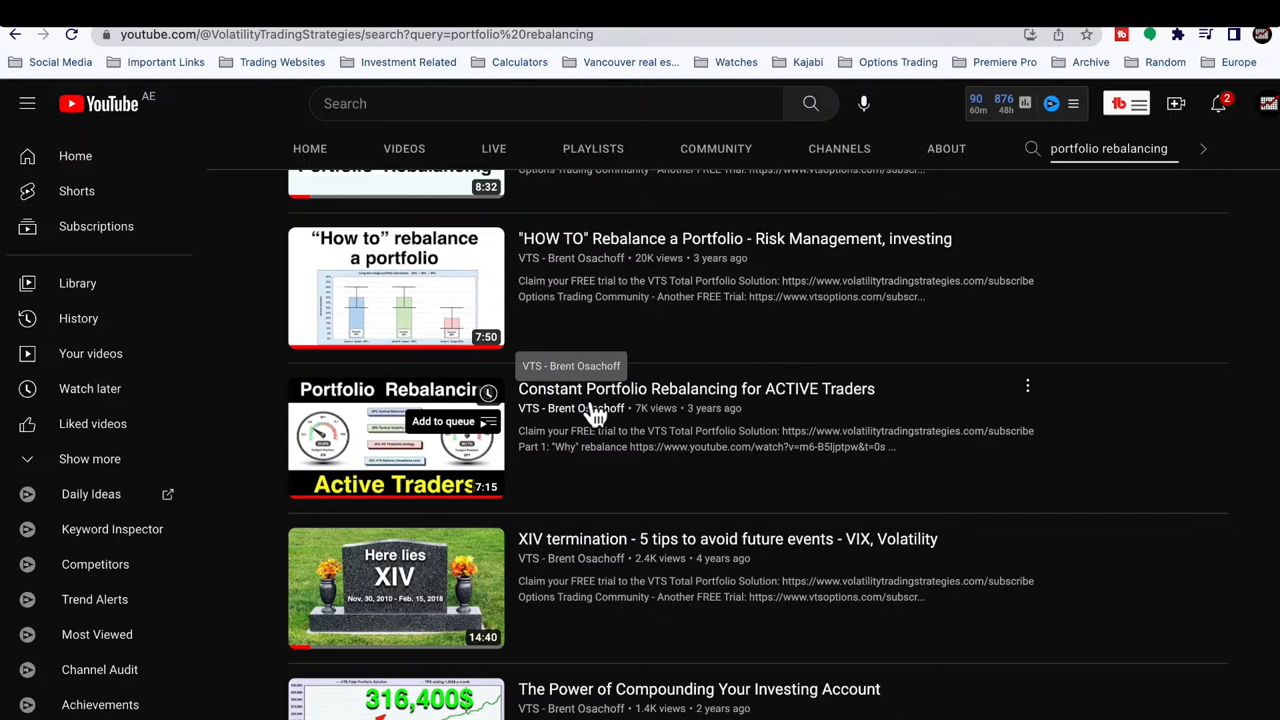 youtube.com/@VolatilityTradingStrategies/search?query=portfolio%20rebalancing
Social Media
Important Links
Trading Websites
Investment Related
Calculators
Vancouver real es...
Watches
Kajabi
Options Trading
Premiere Pro
Archive
Random
Europe
YouTube
AE
Search
90
60m
876
48h
tb
2
HOME
VIDEOS
LIVE
PLAYLISTS
COMMUNITY
CHANNELS
ABOUT
portfolio rebalancing
Home
Shorts
Subscriptions
Library
History
Your videos
Watch later
Liked videos
Show more
Daily Ideas
Keyword Inspector
Competitors
Trend Alerts
Most Viewed
Channel Audit
Achievements
Portfolio Rebalancing
8:32
Options Trading Community - Another FREE Trial: https://www.vtsoptions.com/subscr...
"How to" rebalance
a portfolio
7:50
"HOW TO" Rebalance a Portfolio - Risk Management, investing
VTS - Brent Osachoff • 20K views • 3 years ago
Claim your FREE trial to the VTS Total Portfolio Solution: https://www.volatilitytradingstrategies.com/subscribe
Options Trading Community - Another FREE Trial: https://www.vtsoptions.com/subscr...
VTS - Brent Osachoff
Portfolio Rebalancin
Add to queue
Active Traders
7:15
Constant Portfolio Rebalancing for ACTIVE Traders
VTS - Brent Osachoff • 7K views • 3 years ago
Claim your FREE trial to the VTS Total Portfolio Solution: https://www.volatilitytradingstrategies.com/subscribe
Part 1: "Why" rebalance https://www.youtube.com/watch?v=m5-B5jptpw&t=0s ...
Here lies
XIV
Nov. 30, 2010 - Feb. 15, 2018
14:40
XIV termination - 5 tips to avoid future events - VIX, Volatility
VTS - Brent Osachoff • 2.4K views • 4 years ago
Claim your FREE trial to the VTS Total Portfolio Solution: https://www.volatilitytradingstrategies.com/subscribe
Options Trading Community - Another FREE Trial: https://www.vtsoptions.com/subscr...
316,400$
The Power of Compounding your Investing Account
VTS - Brent Osachoff • 1.4K views • 2 years ago